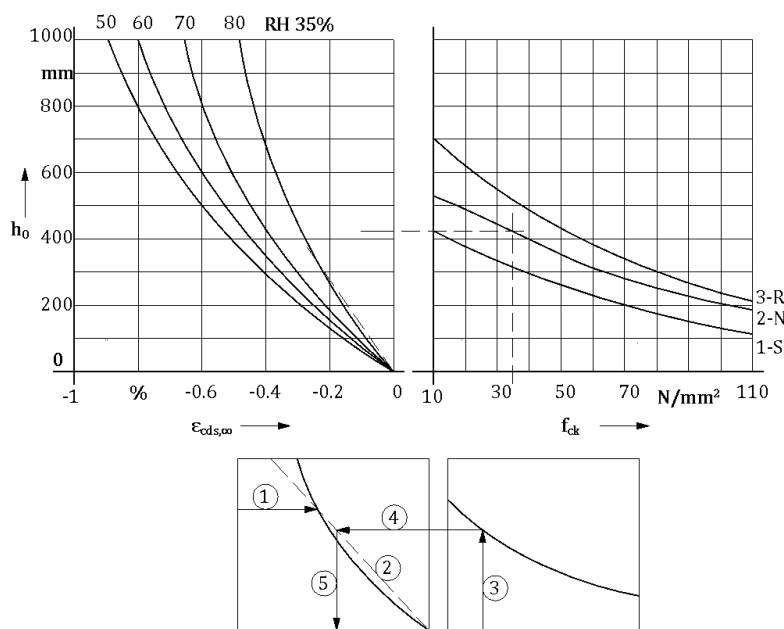 50 60 70 80 RH 35%
1000
mm
800
600
h₀
400
200
0
-1 % -0.6 -0.4 -0.2 0
εcds,∞
3-R
2-N
1-S
10 30 50 70 N/mm² 110
fck
1
4
2
5
3